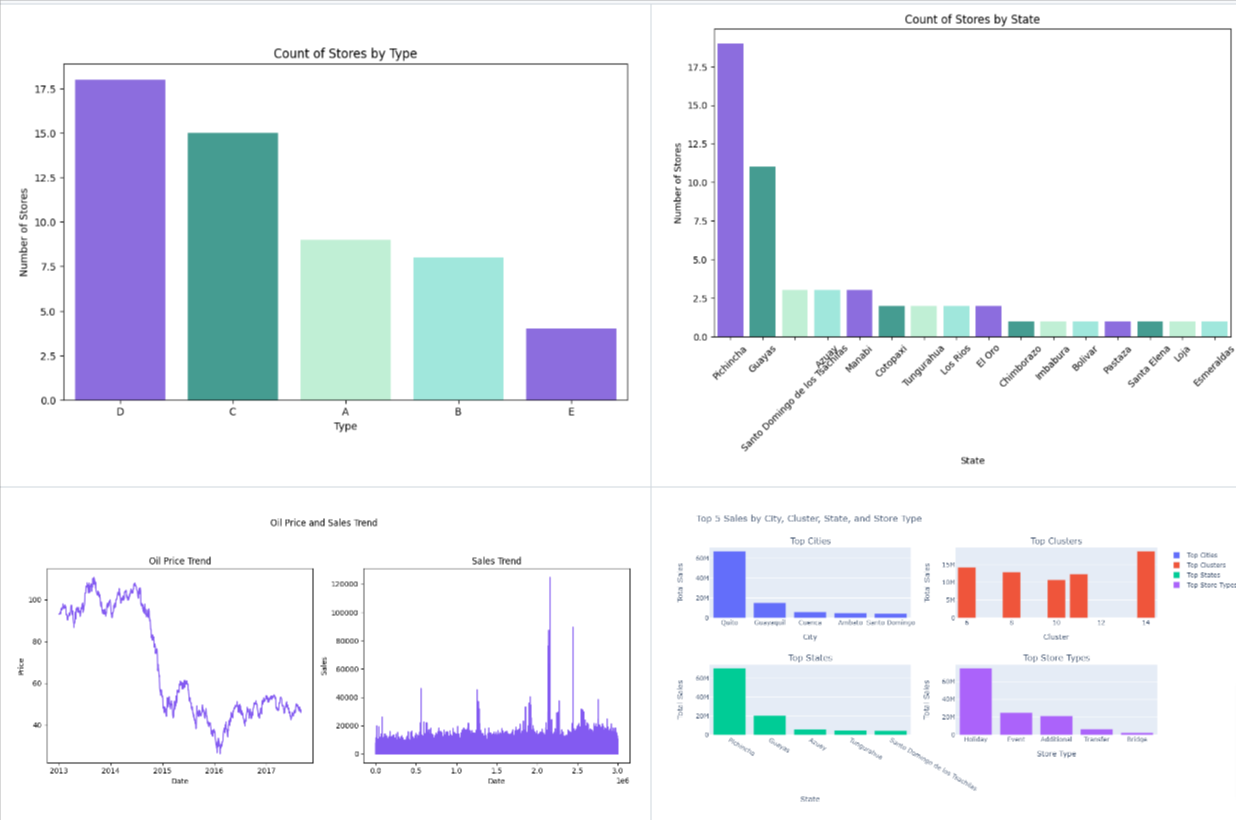 Count of Stores by Type
Number of Stores
17.5
15.0
12.5
10.0
7.5
5.0
2.5
0.0
D C A B E
Type
Count of Stores by State
Number of Stores
17.5
15.0
12.5
10.0
7.5
5.0
2.5
0.0
Pichincha
Guayas
Santo Domingo de los Tsachilas
Azuay
Manabi
Cotopaxi
Tungurahua
Los Rios
El Oro
Chimborazo
Imbabura
Bolivar
Pastaza
Santa Elena
Loja
Esmeraldas
State
Oil Price and Sales Trend
Oil Price Trend
Price
100
80
60
40
2013 2014 2015 2016 2017
Date
Sales Trend
Sales
120000
100000
80000
60000
40000
20000
0
0.0 0.5 1.0 1.5 2.0 2.5 3.0
1e6
Date
Top 5 Sales by City, Cluster, State, and Store Type
Top Cities
Total Sales
60M
40M
20M
0
Quito Guayaquil Cuenca Ambato Santo Domingo
City
Top Clusters
Total Sales
15M
10M
5M
0
6 8 10 12 14
Cluster
Top Cities
Top Clusters
Top States
Top Store Types
Top States
Total Sales
60M
40M
20M
0
Pichincha
Guayas
Azuay
Tungurahua
Santo Domingo de los Tsachilas
State
Top Store Types
Total Sales
60M
40M
20M
0
Holiday Event Additional Transfer Bridge
Store Type